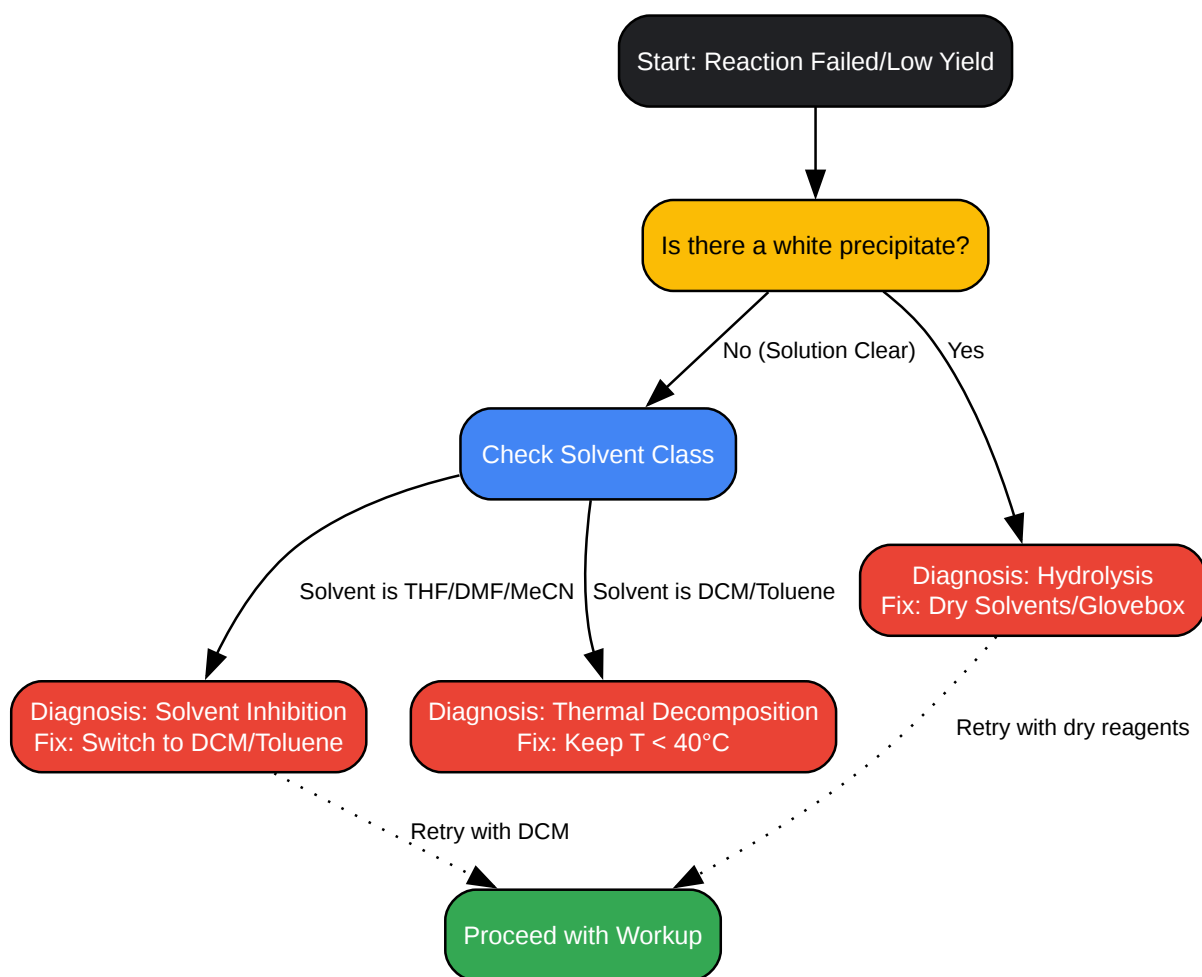 Start: Reaction Failed/Low Yield
Is there a white precipitate?
No (Solution Clear)
Yes
Check Solvent Class
Solvent is THF/DMF/MeCN
Solvent is DCM/Toluene
Diagnosis: Hydrolysis
Fix: Dry Solvents/Glovebox
Diagnosis: Solvent Inhibition
Fix: Switch to DCM/Toluene
Diagnosis: Thermal Decomposition
Fix: Keep T < 40°C
Retry with dry reagents
Retry with DCM
Proceed with Workup